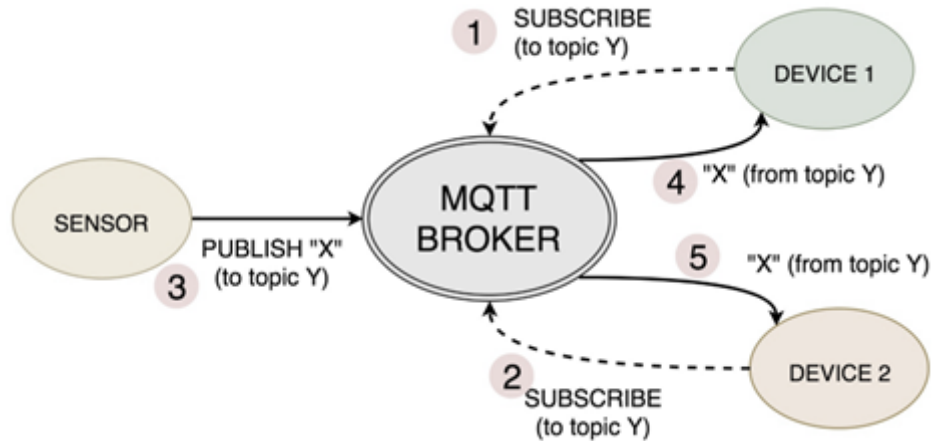 1
SUBSCRIBE
(to topic Y)
DEVICE 1
4
"X" (from topic Y)
MQTT
BROKER
SENSOR
PUBLISH "X"
(to topic Y)
3
5
"X" (from topic Y)
2
SUBSCRIBE
(to topic Y)
DEVICE 2